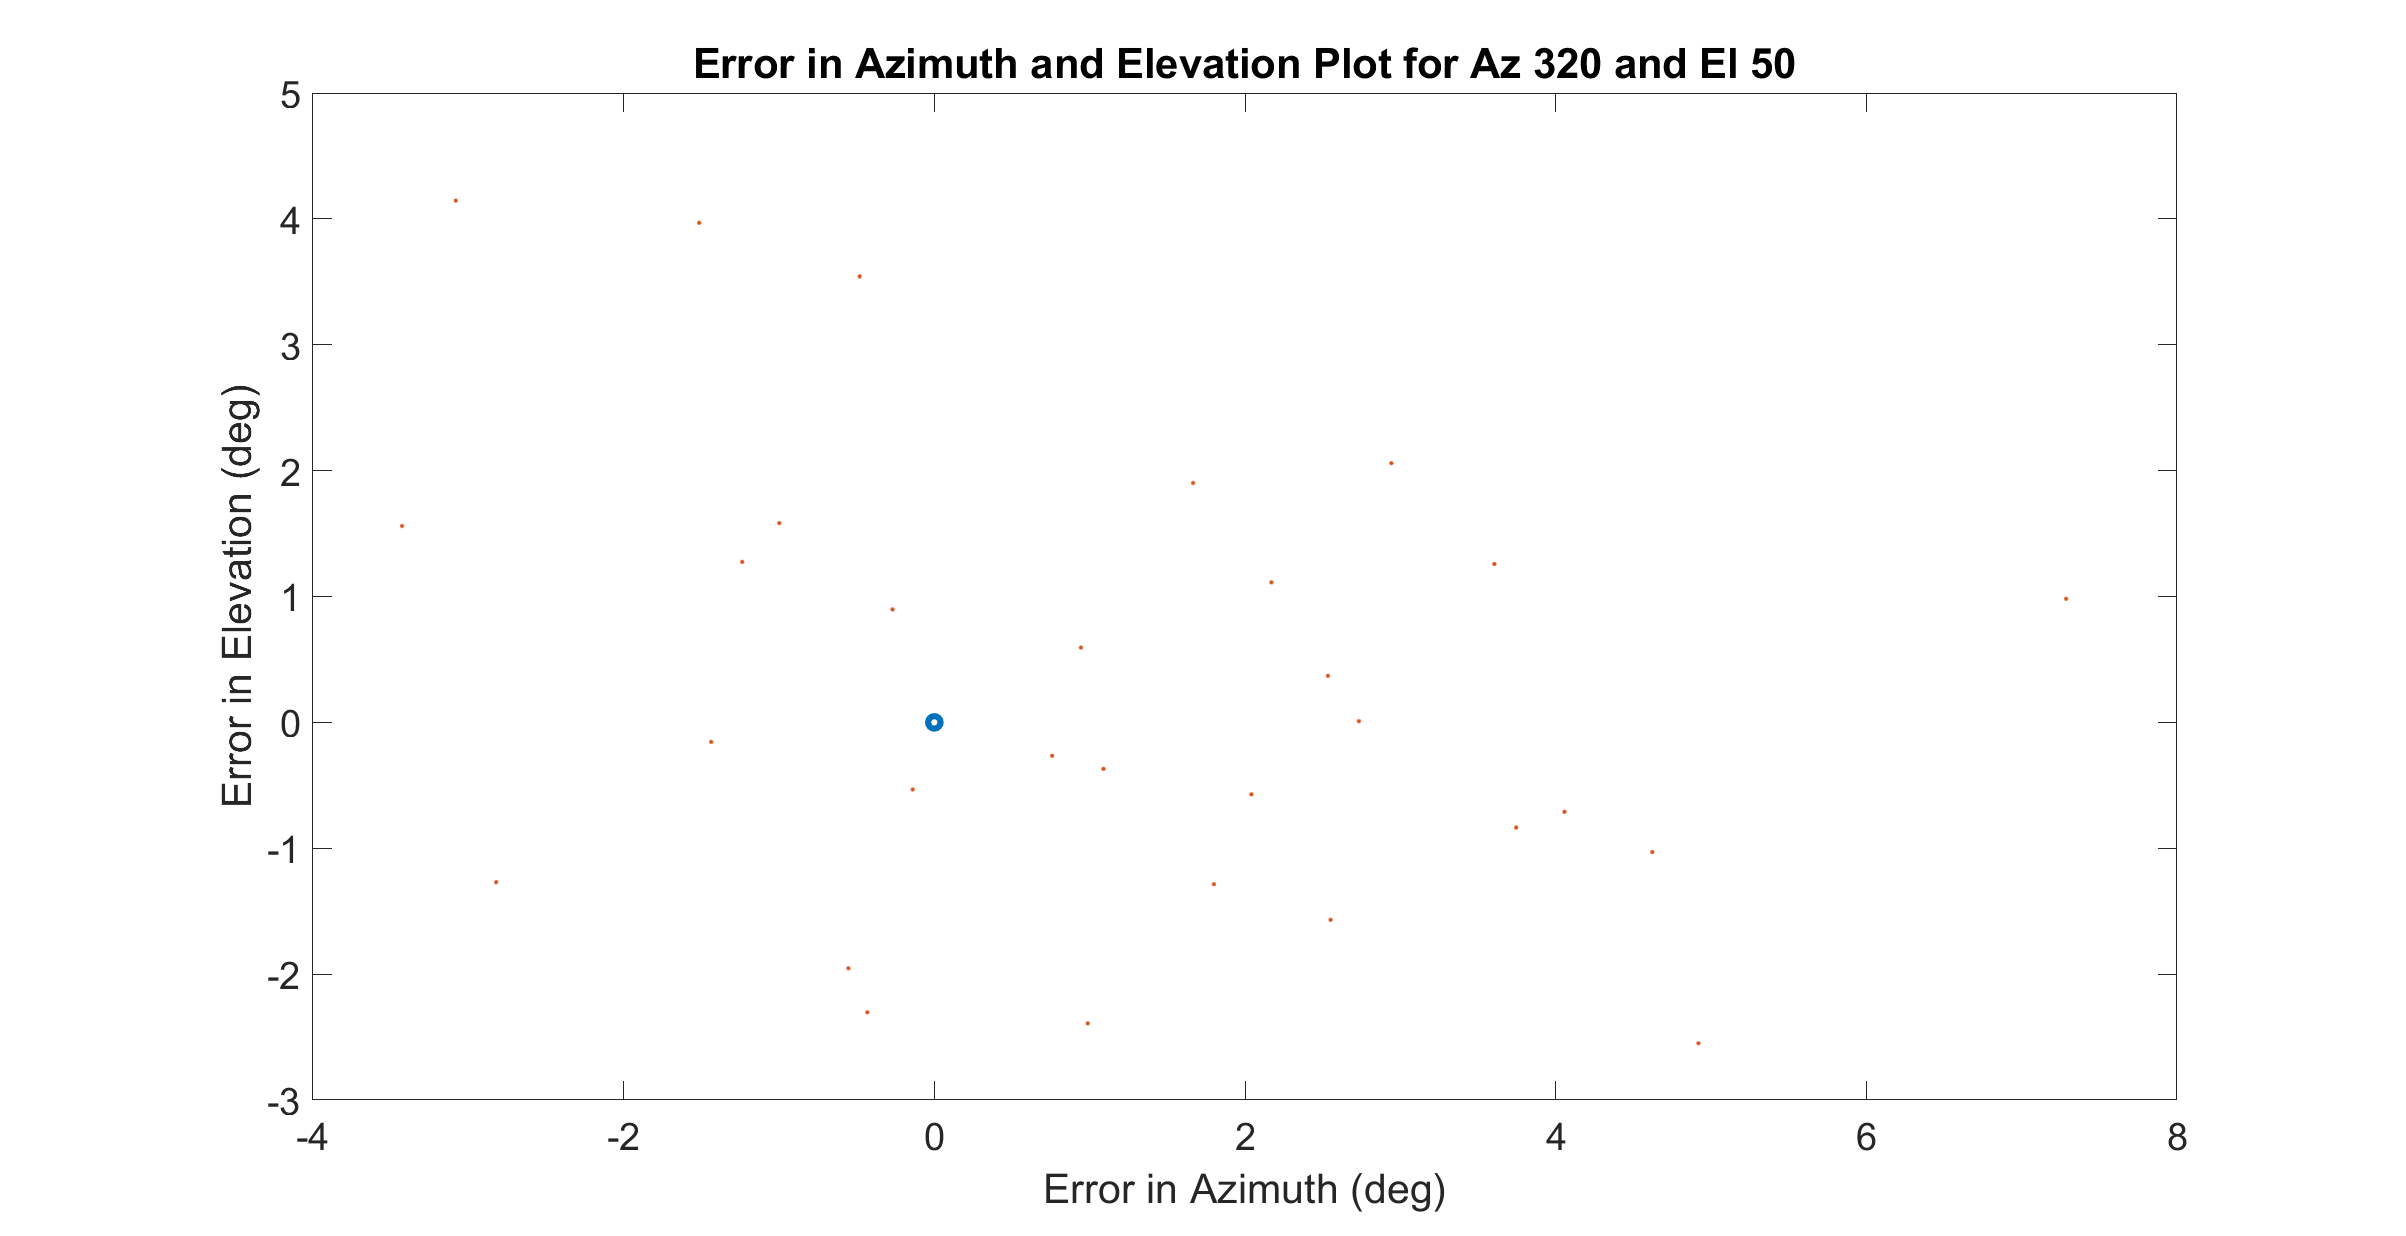 Error in Azimuth and Elevation Plot for Az 320 and El 50
5
4
3
2
1
0
-1
-2
-3
Error in Elevation (deg)
-4 -2 0 2 4 6 8
Error in Azimuth (deg)